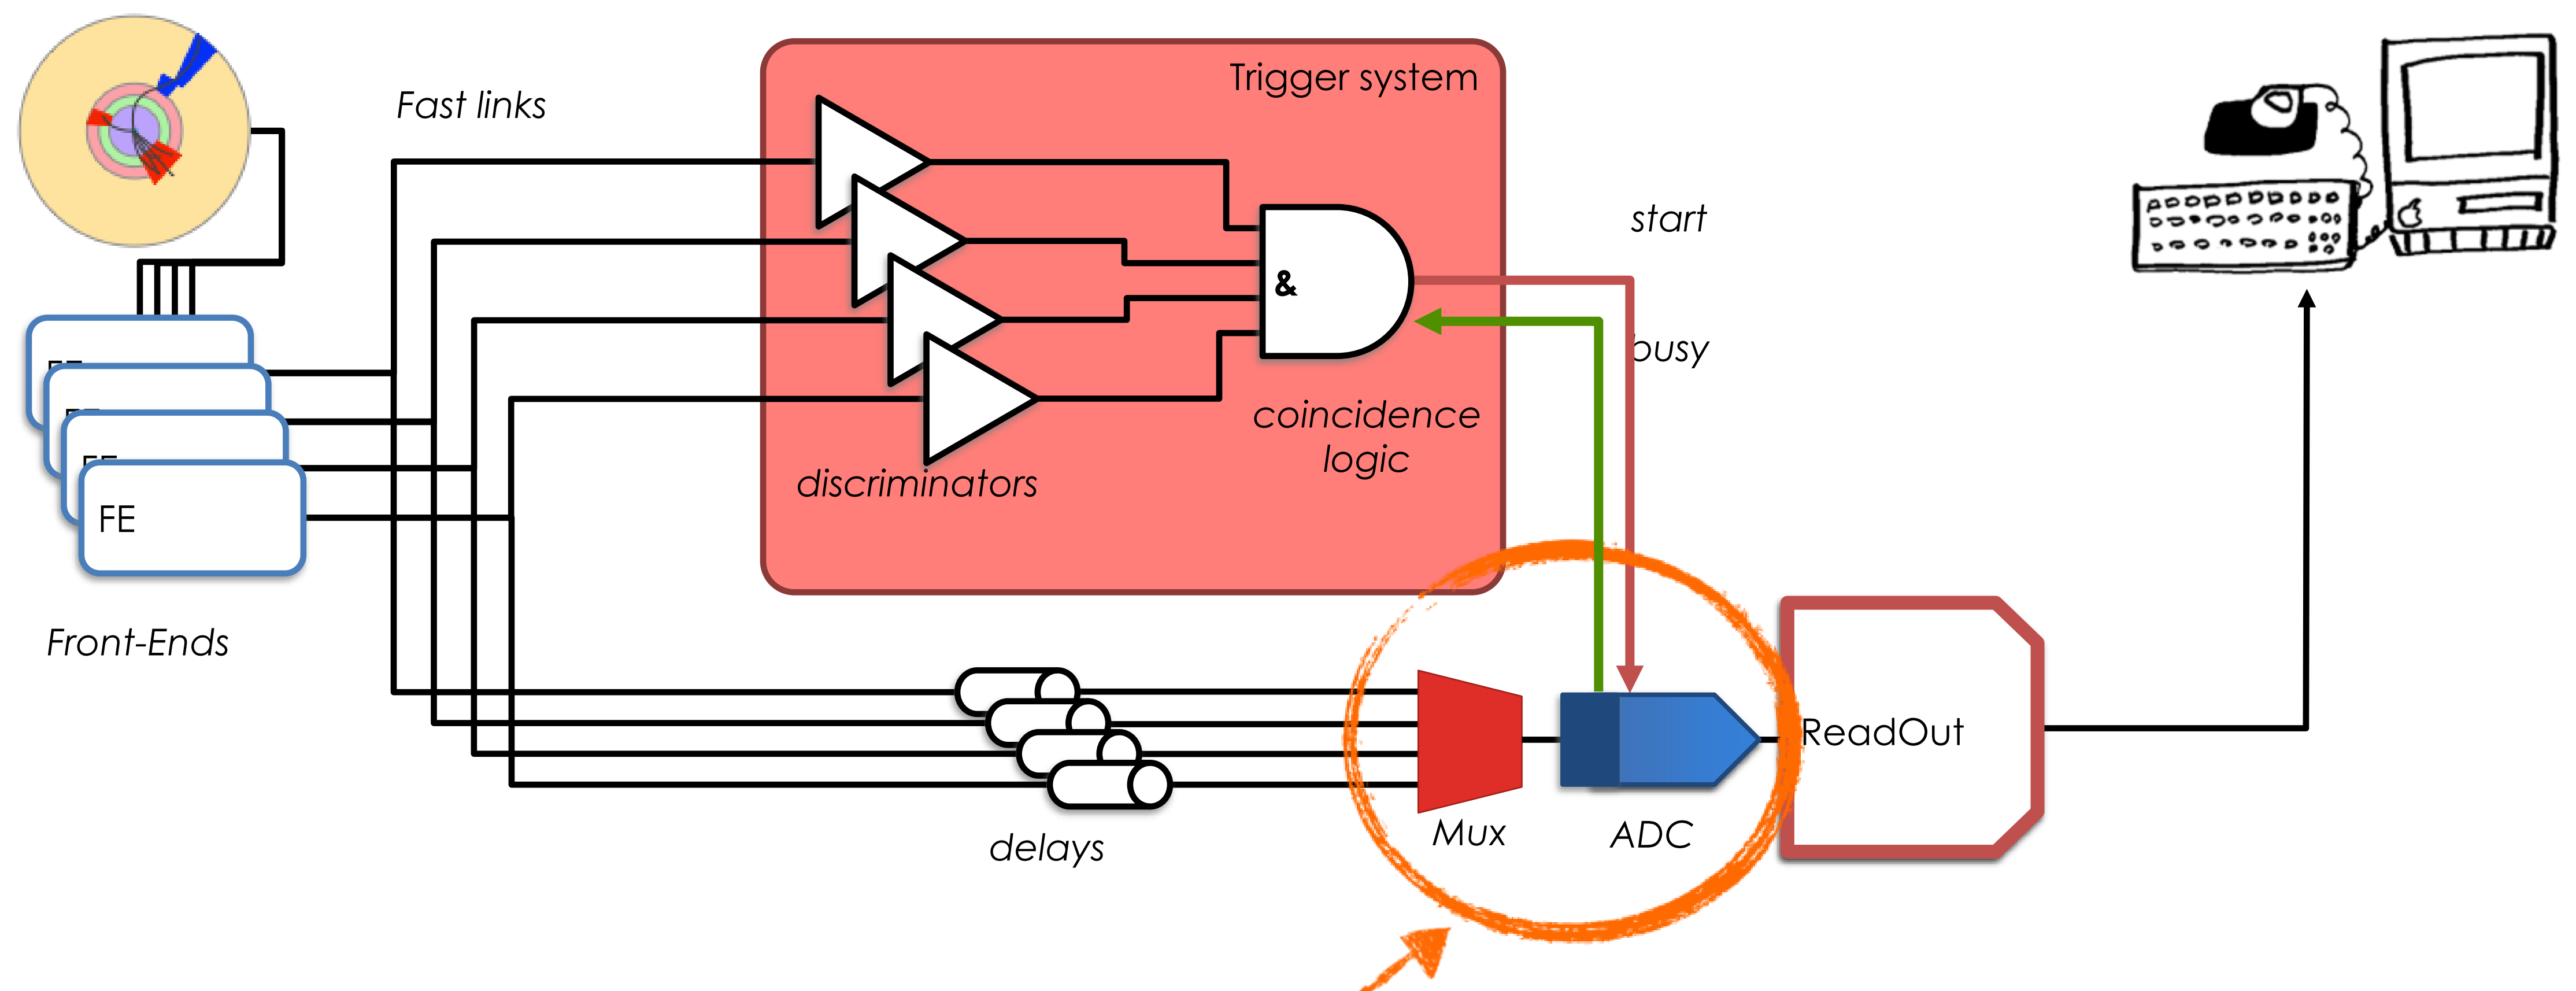 Fast links
Trigger system
start
&
busy
coincidence
logic
discriminators
FE
Front-Ends
ReadOut
Mux
ADC
delays